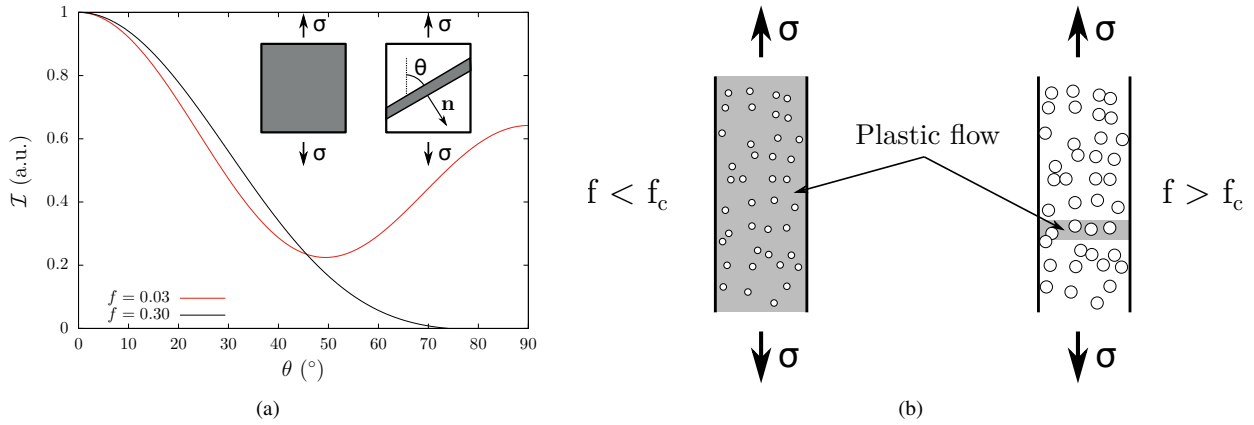 1
0.8
0.6
0.4
0.2
0
I (a.u.)
0 10 20 30 40 50 60 70 80 90
θ (°)
f = 0.03
f = 0.30
σ
σ
σ
σ
θ
n
(a)
σ
σ
Plastic flow
f < f_c
f > f_c
σ
σ
(b)